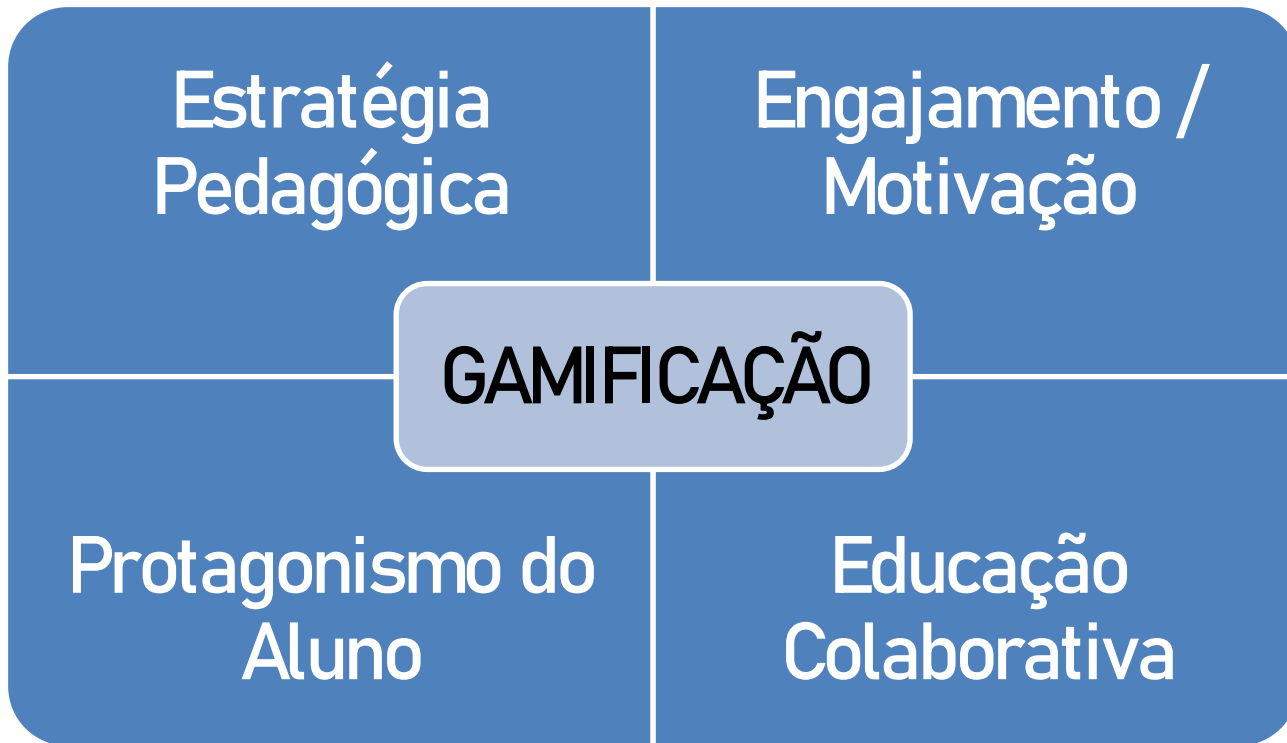 Estratégia
Pedagógica
Engajamento /
Motivação
GAMIFICAÇÃO
Protagonismo do
Aluno
Educação
Colaborativa